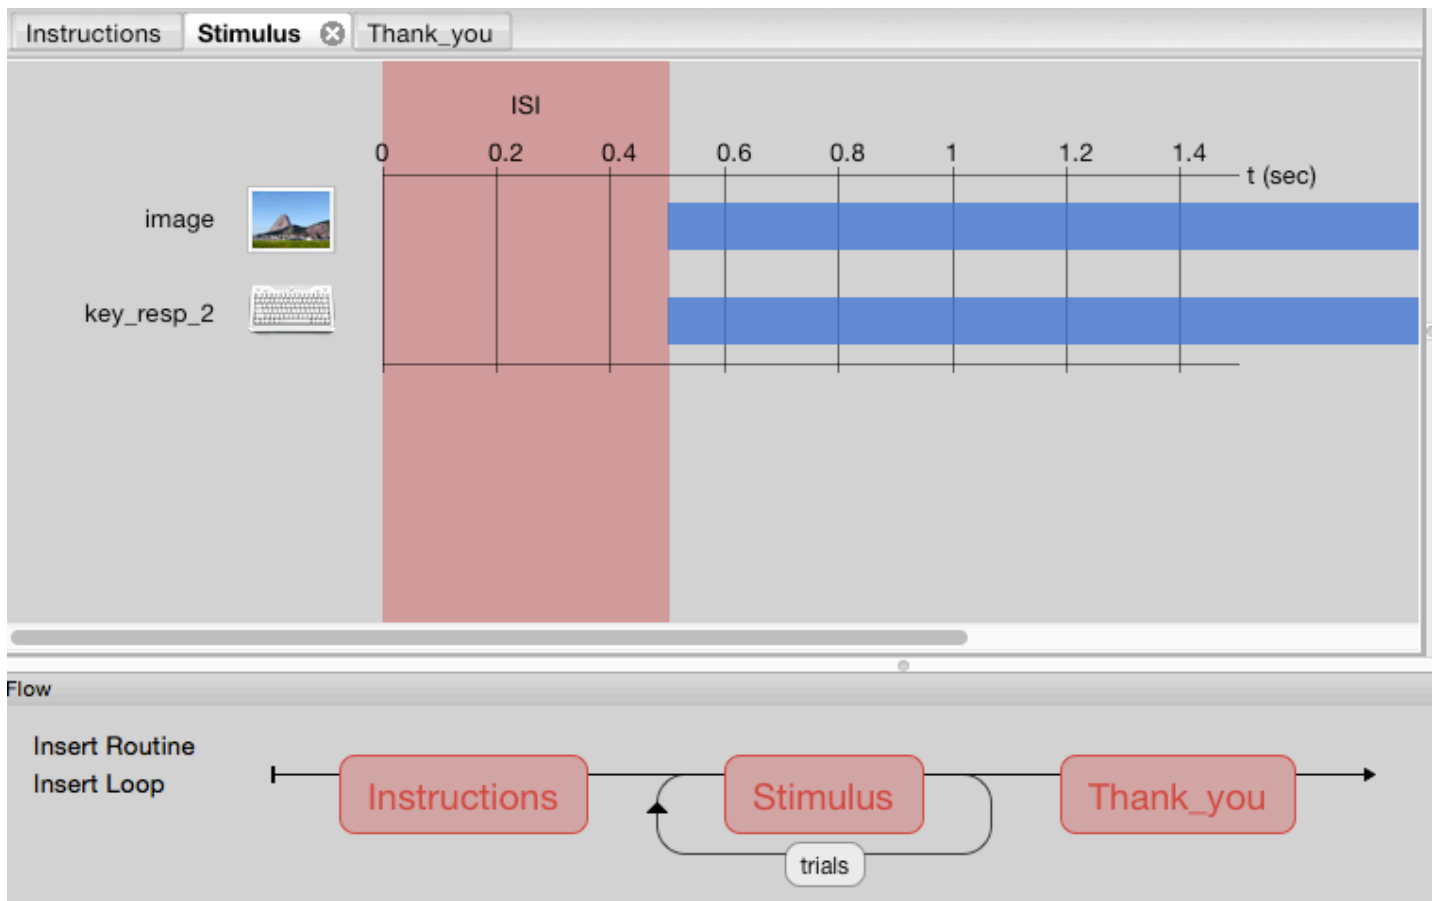 Instructions Stimulus Thank_you
ISI
0 0.2 0.4 0.6 0.8 1 1.2 1.4
t (sec)
image
key_resp_2
Flow
Insert Routine
Insert Loop
Instructions Stimulus Thank_you
trials